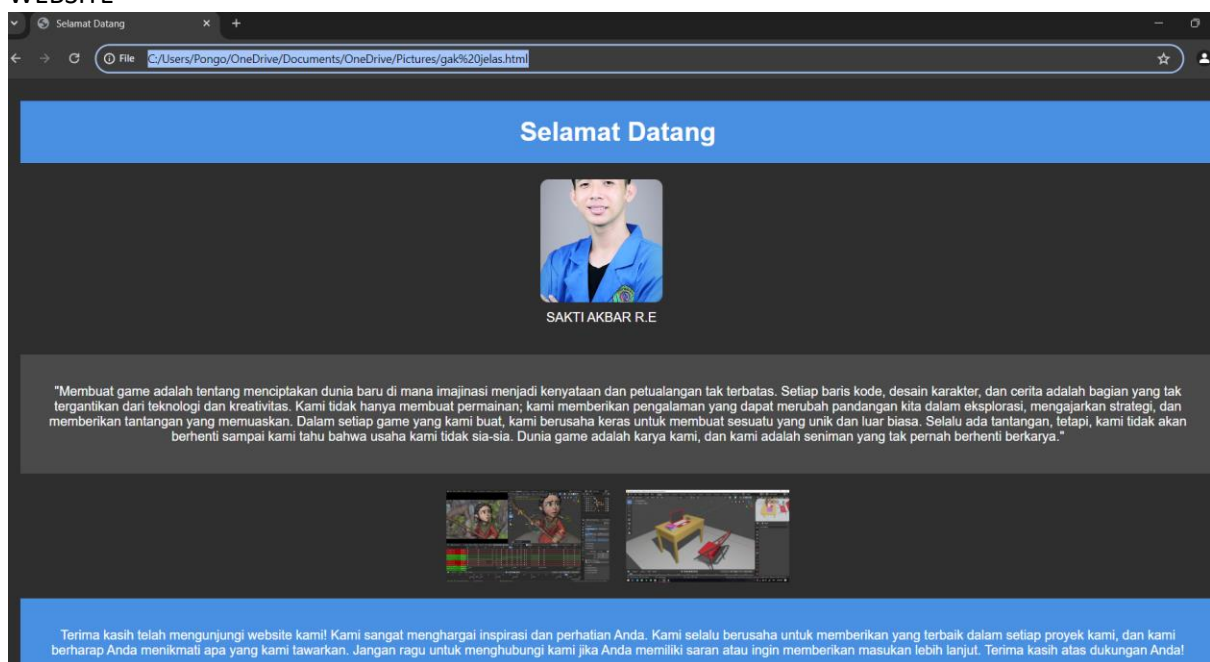 WEBSITE
Selamat Datang
File C:/Users/Pongo/OneDrive/Documents/OneDrive/Pictures/gak%20jelas.html
Selamat Datang
SAKTI AKBAR R.E
"Membuat game adalah tentang menciptakan dunia baru di mana imajinasi menjadi kenyataan dan petualangan tak terbatas. Setiap baris kode, desain karakter, dan cerita adalah bagian yang tak
tergantikan dari teknologi dan kreativitas. Kami tidak hanya membuat permainan; kami memberikan pengalaman yang dapat merubah pandangan kita dalam eksplorasi, mengajarkan strategi, dan
memberikan tantangan yang memuaskan. Dalam setiap game yang kami buat, kami berusaha keras untuk membuat sesuatu yang unik dan luar biasa. Selalu ada tantangan, tetapi, kami tidak akan
berhenti sampai kami tahu bahwa usaha kami tidak sia-sia. Dunia game adalah karya kami, dan kami adalah seniman yang tak pernah berhenti berkarya."
Terima kasih telah mengunjungi website kami! Kami sangat menghargai inspirasi dan perhatian Anda. Kami selalu berusaha untuk memberikan yang terbaik dalam setiap proyek kami, dan kami
berharap Anda menikmati apa yang kami tawarkan. Jangan ragu untuk menghubungi kami jika Anda memiliki saran atau ingin memberikan masukan lebih lanjut. Terima kasih atas dukungan Anda!